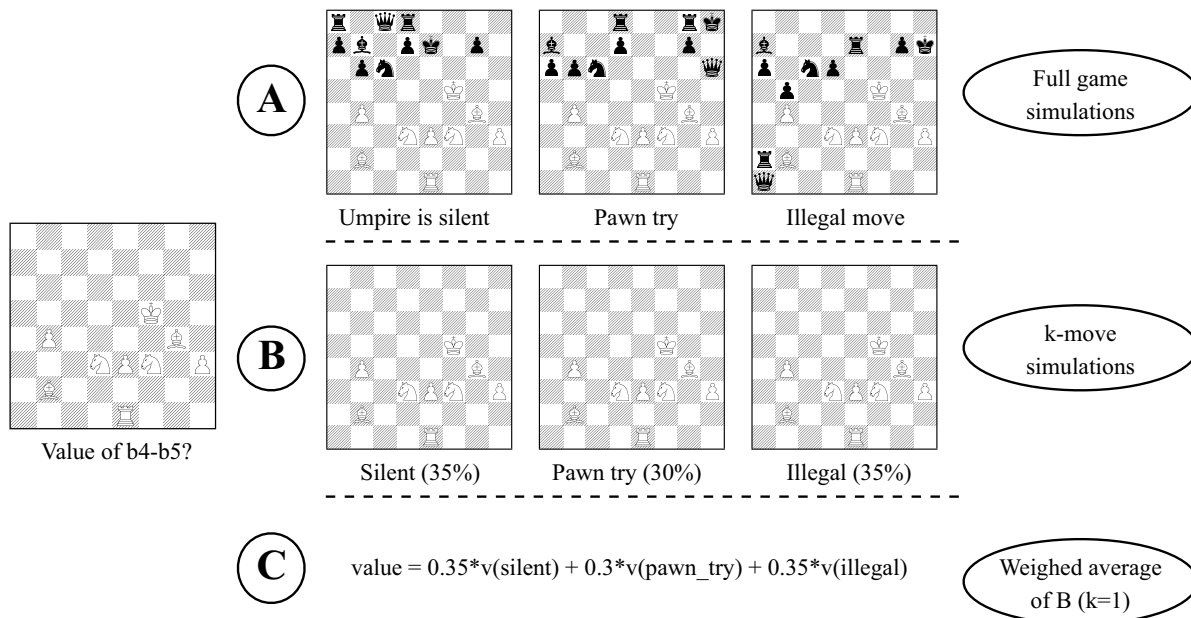 A
Umpire is silent
Pawn try
Illegal move
Full game
simulations
Value of b4-b5?
B
Silent (35%)
Pawn try (30%)
Illegal (35%)
k-move
simulations
C
value = 0.35*v(silent) + 0.3*v(pawn_try) + 0.35*v(illegal)
Weighed average
of B (k=1)